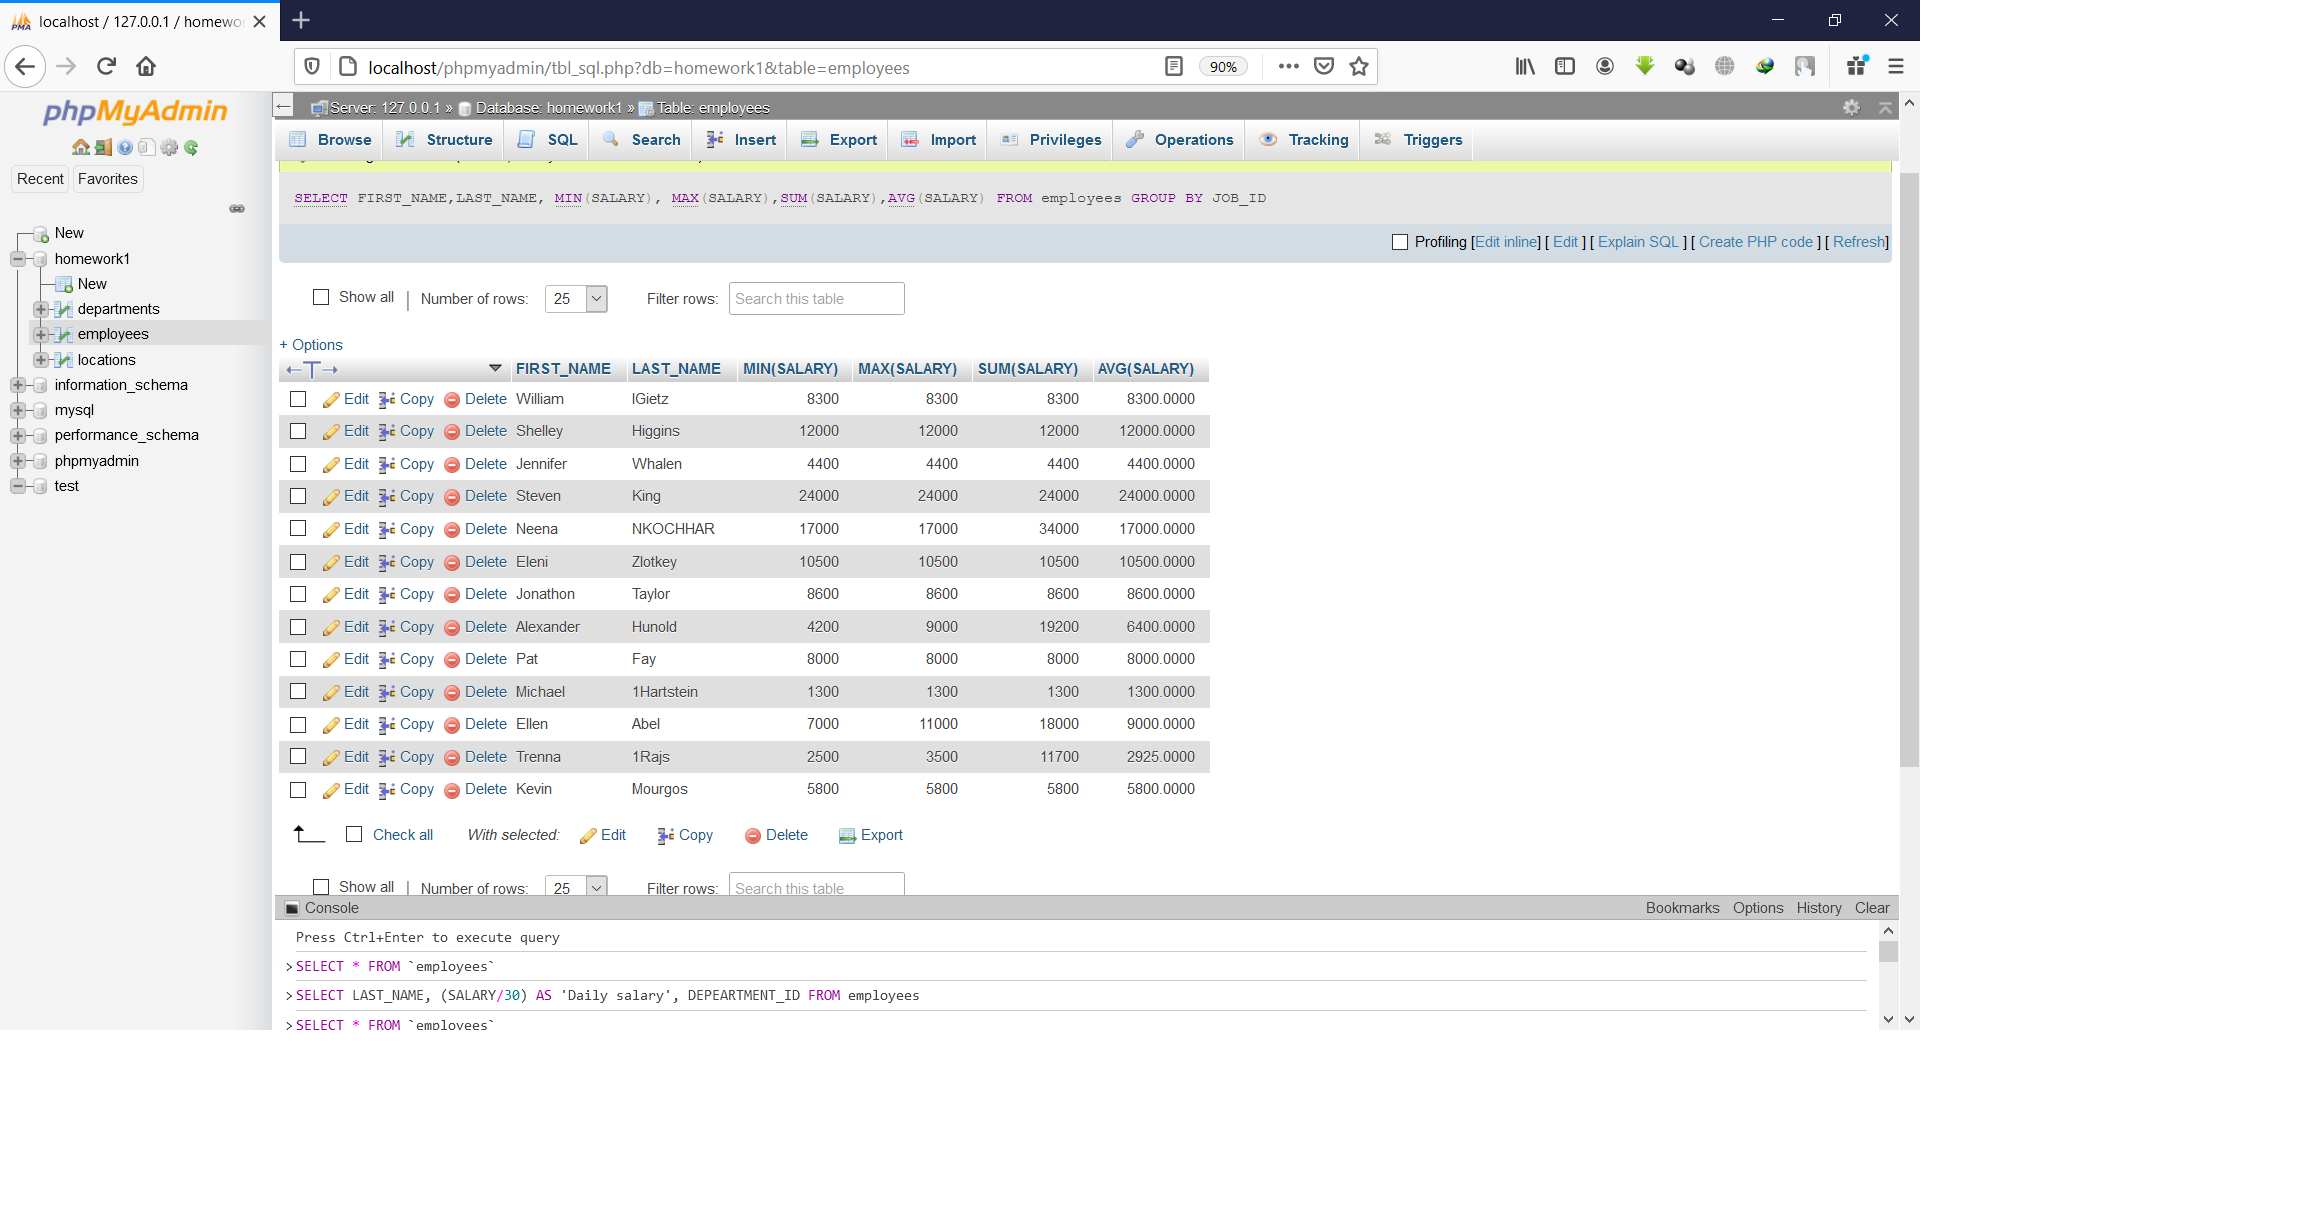 localhost / 127.0.0.1 / homewo
localhost/phpmyadmin/tbl_sql.php?db=homework1&table=employees 90%
phpMyAdmin
Recent Favorites
New
homework1
New
departments
employees
locations
information_schema
mysql
performance_schema
phpmyadmin
test
Server: 127.0.0.1 » Database: homework1 » Table: employees
Browse Structure SQL Search Insert Export Import Privileges Operations Tracking Triggers
SELECT FIRST_NAME,LAST_NAME, MIN(SALARY), MAX(SALARY),SUM(SALARY),AVG(SALARY) FROM employees GROUP BY JOB_ID
Profiling [Edit inline] [ Edit ] [ Explain SQL ] [ Create PHP code ] [ Refresh]
Show all | Number of rows: 25 Filter rows: Search this table
+ Options
←T→ FIRST_NAME LAST_NAME MIN(SALARY) MAX(SALARY) SUM(SALARY) AVG(SALARY)
Edit Copy Delete William IGietz 8300 8300 8300 8300.0000
Edit Copy Delete Shelley Higgins 12000 12000 12000 12000.0000
Edit Copy Delete Jennifer Whalen 4400 4400 4400 4400.0000
Edit Copy Delete Steven King 24000 24000 24000 24000.0000
Edit Copy Delete Neena NKOCHHAR 17000 17000 34000 17000.0000
Edit Copy Delete Eleni Zlotkey 10500 10500 10500 10500.0000
Edit Copy Delete Jonathon Taylor 8600 8600 8600 8600.0000
Edit Copy Delete Alexander Hunold 4200 9000 19200 6400.0000
Edit Copy Delete Pat Fay 8000 8000 8000 8000.0000
Edit Copy Delete Michael 1Hartstein 1300 1300 1300 1300.0000
Edit Copy Delete Ellen Abel 7000 11000 18000 9000.0000
Edit Copy Delete Trenna 1Rajs 2500 3500 11700 2925.0000
Edit Copy Delete Kevin Mourgos 5800 5800 5800 5800.0000
Check all With selected: Edit Copy Delete Export
Show all | Number of rows: 25 Filter rows: Search this table
Console Bookmarks Options History Clear
Press Ctrl+Enter to execute query
>SELECT * FROM `employees`
>SELECT LAST_NAME, (SALARY/30) AS 'Daily salary', DEPEARTMENT_ID FROM employees
>SELECT * FROM `employees`